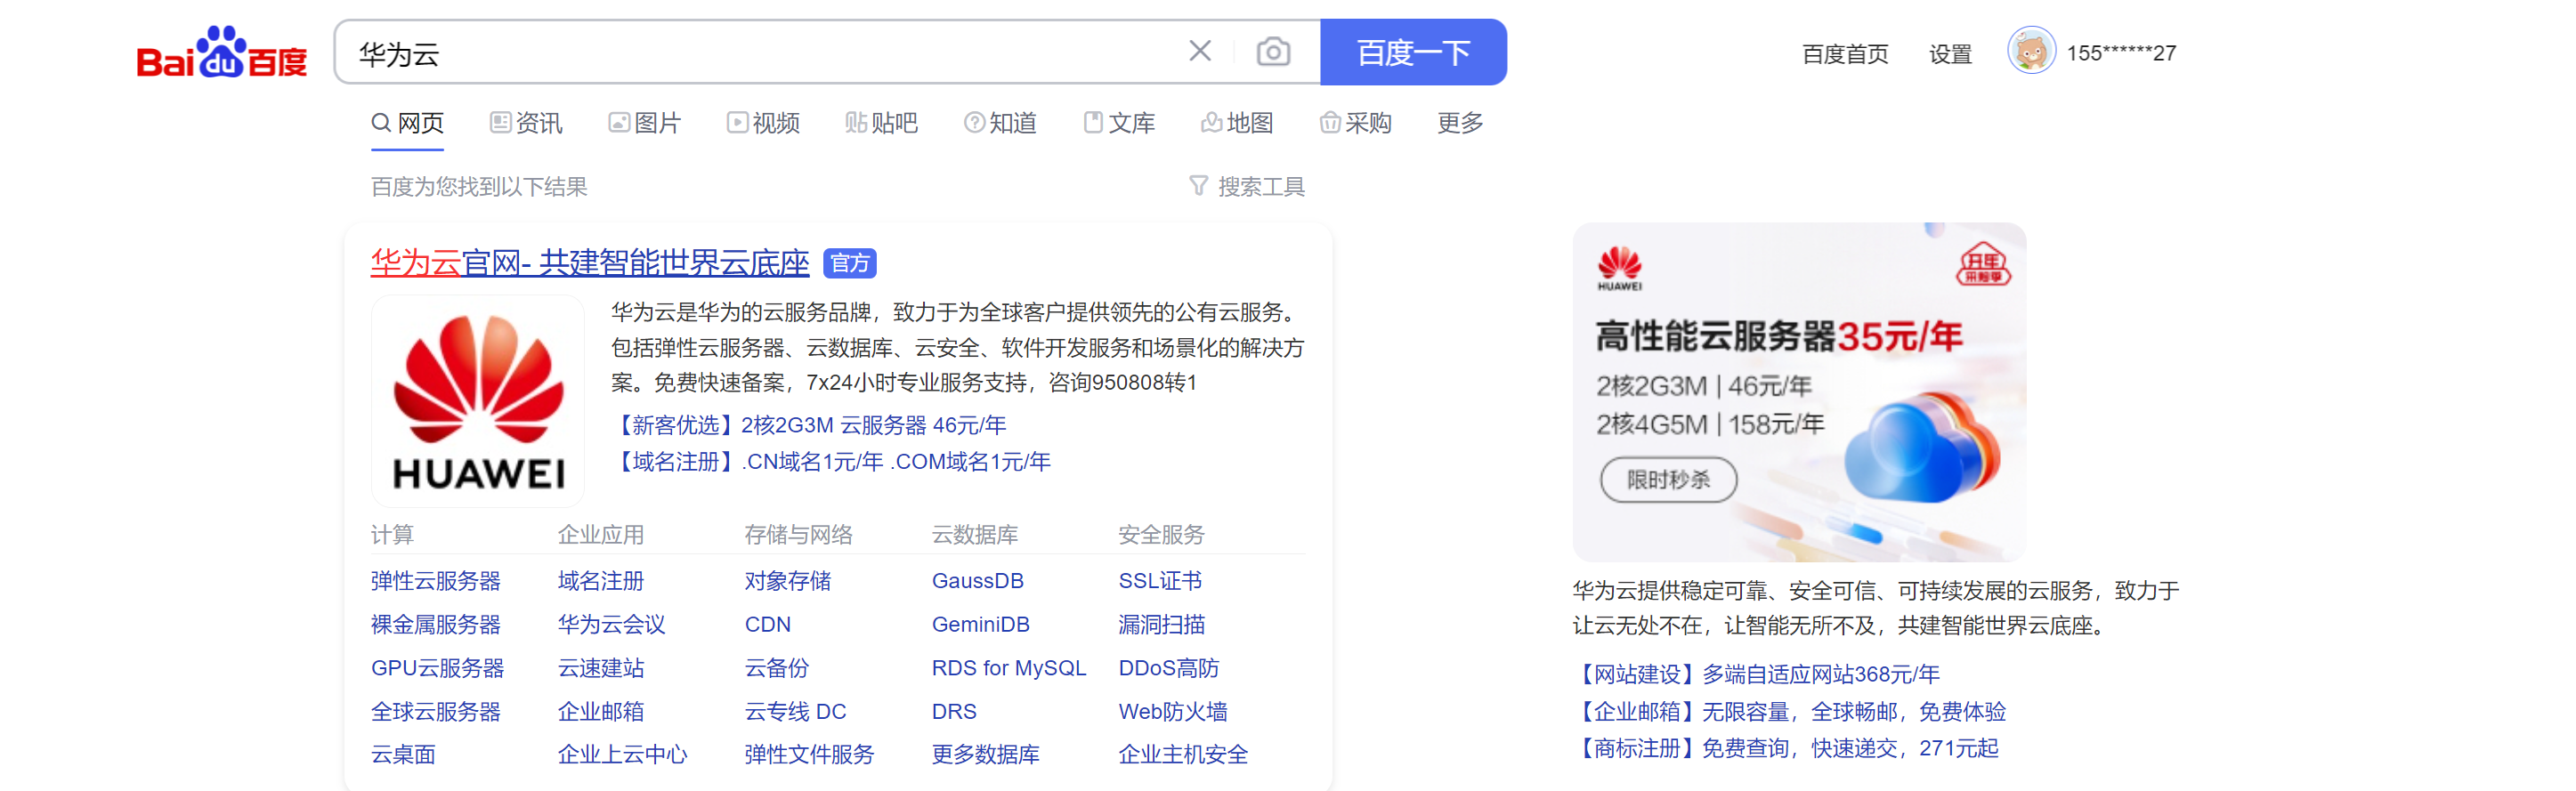 Bai du 百度
华为云
百度一下
百度首页 设置 155******27
网页 资讯 图片 视频 贴 贴吧 知道 文库 地图 采购 更多
百度为您找到以下结果 搜索工具
华为云官网- 共建智能世界云底座 官方
HUAWEI
华为云是华为的云服务品牌，致力于为全球客户提供领先的公有云服务。
包括弹性云服务器、云数据库、云安全、软件开发服务和场景化的解决方
案。免费快速备案，7x24小时专业服务支持，咨询950808转1
【新客优选】2核2G3M 云服务器 46元/年
【域名注册】.CN域名1元/年 .COM域名1元/年
计算 企业应用 存储与网络 云数据库 安全服务
弹性云服务器 域名注册 对象存储 GaussDB SSL证书
裸金属服务器 华为云会议 CDN GeminiDB 漏洞扫描
GPU云服务器 云速建站 云备份 RDS for MySQL DDoS高防
全球云服务器 企业邮箱 云专线 DC DRS Web防火墙
云桌面 企业上云中心 弹性文件服务 更多数据库 企业主机安全
HUAWEI
开年
采购季
高性能云服务器35元/年
2核2G3M | 46元/年
2核4G5M | 158元/年
限时秒杀
华为云提供稳定可靠、安全可信、可持续发展的云服务，致力于
让云无处不在，让智能无所不及，共建智能世界云底座。
【网站建设】多端自适应网站368元/年
【企业邮箱】无限容量，全球畅邮，免费体验
【商标注册】免费查询，快速递交，271元起